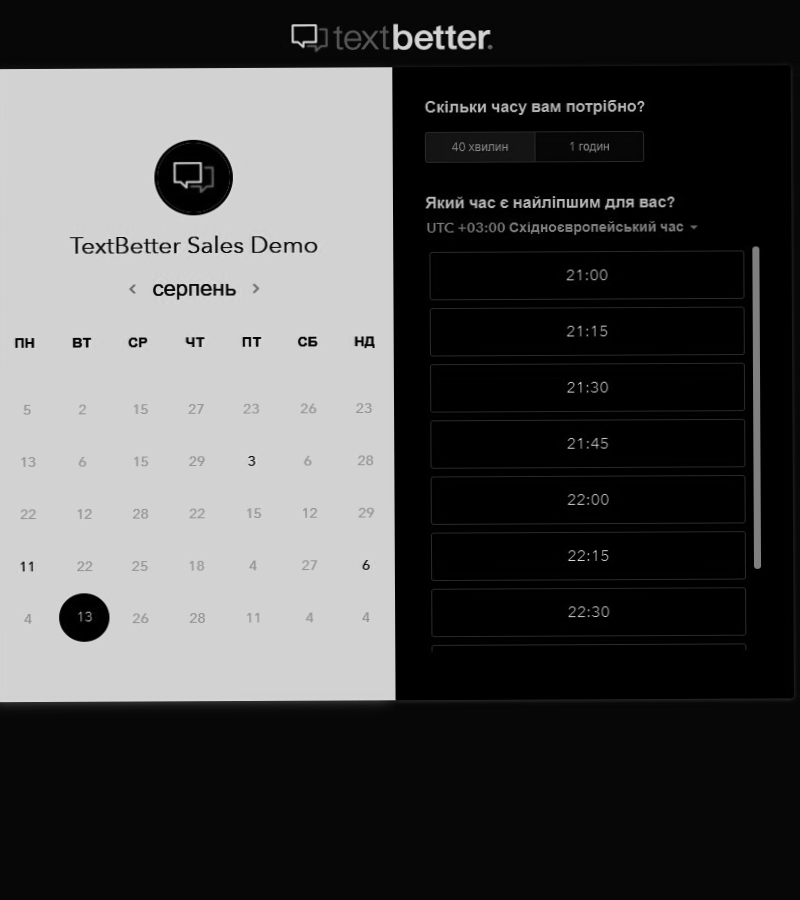 textbetter.
TextBetter Sales Demo
серпень
ПН ВТ СР ЧТ ПТ СБ НД
5 2 15 27 23 26 23
13 6 15 29 3 6 28
22 12 28 22 15 12 29
11 22 25 18 4 27 6
4 13 26 28 11 4 4
Скільки часу вам потрібно?
40 хвилин 1 годин
Який час є найліпшим для вас?
UTC +03:00 Східноєвропейський час
21:00
21:15
21:30
21:45
22:00
22:15
22:30